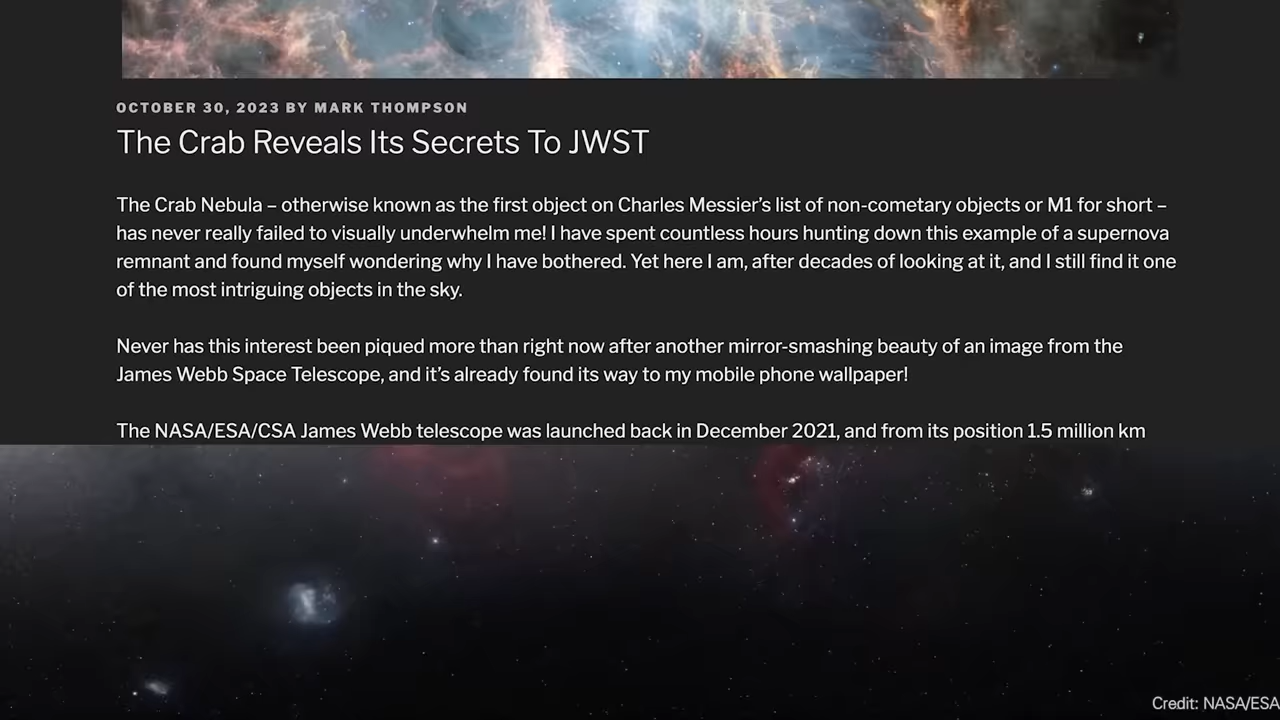 OCTOBER 30, 2023 BY MARK THOMPSON
The Crab Reveals Its Secrets To JWST
The Crab Nebula – otherwise known as the first object on Charles Messier’s list of non-cometary objects or M1 for short –
has never really failed to visually underwhelm me! I have spent countless hours hunting down this example of a supernova
remnant and found myself wondering why I have bothered. Yet here I am, after decades of looking at it, and I still find it one
of the most intriguing objects in the sky.
Never has this interest been piqued more than right now after another mirror-smashing beauty of an image from the
James Webb Space Telescope, and it’s already found its way to my mobile phone wallpaper!
The NASA/ESA/CSA James Webb telescope was launched back in December 2021, and from its position 1.5 million km
Credit: NASA/ESA